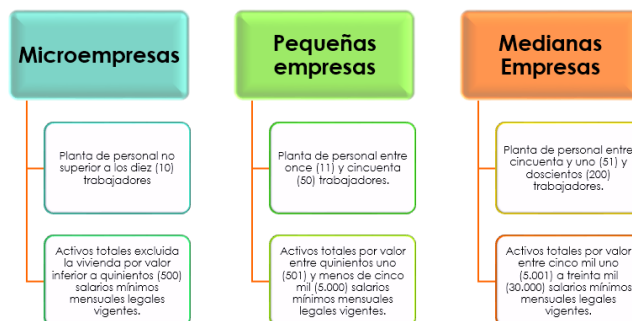 Microempresas
Planta de personal no
superior a los diez (10)
trabajadores
Activos totales excluida
la vivienda por valor
inferior a quinientos (500)
salarios mínimos
mensuales legales
vigentes.
Pequeñas
empresas
Planta de personal entre
once (11) y cincuenta
(50) trabajadores.
Activos totales por valor
entre quinientos uno
(501) y menos de cinco
mil (5.000) salarios
mínimos mensuales
legales vigentes.
Medianas
Empresas
Planta de personal entre
cincuenta y uno (51) y
doscientos (200)
trabajadores.
Activos totales por valor
entre cinco mil uno
(5.001) a treinta mil
(30.000) salarios mínimos
mensuales legales
vigentes.